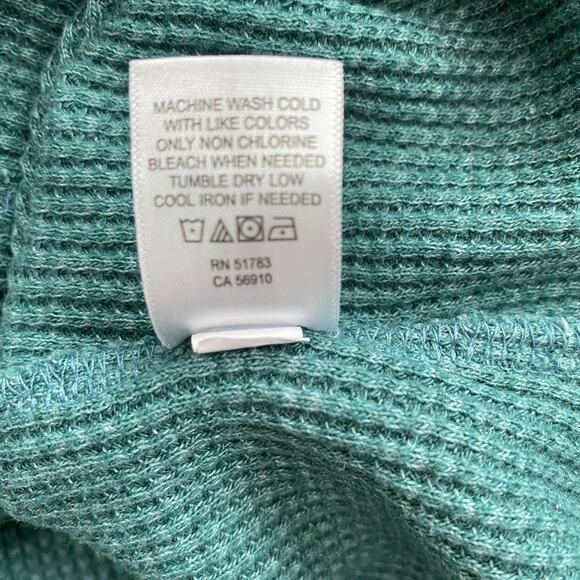 MACHINE WASH COLD
WITH LIKE COLORS
ONLY NON CHLORINE
BLEACH WHEN NEEDED
TUMBLE DRY LOW
COOL IRON IF NEEDED
RN 51783
CA 56910